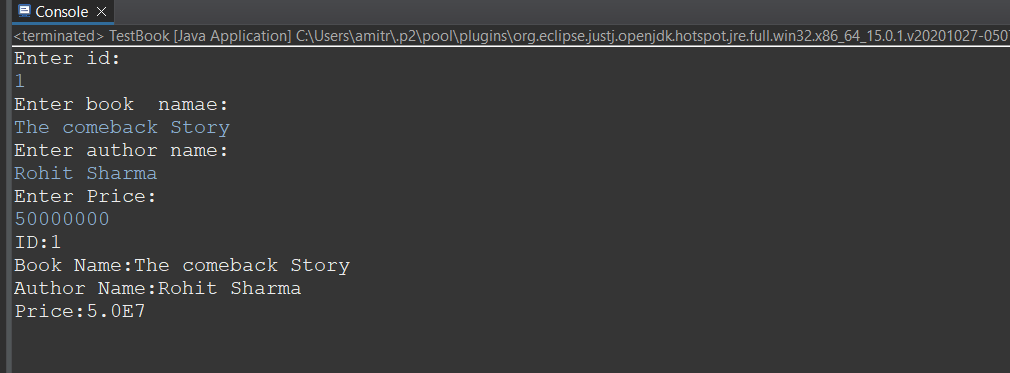 Console
<terminated> TestBook [Java Application] C:\Users\amitr\.p2\pool\plugins\org.eclipse.justj.openjdk.hotspot.jre.full.win32.x86_64_15.0.1.v20201027-0507
Enter id:
1
Enter book  namae:
The comeback Story
Enter author name:
Rohit Sharma
Enter Price:
50000000
ID:1
Book Name:The comeback Story
Author Name:Rohit Sharma
Price:5.0E7